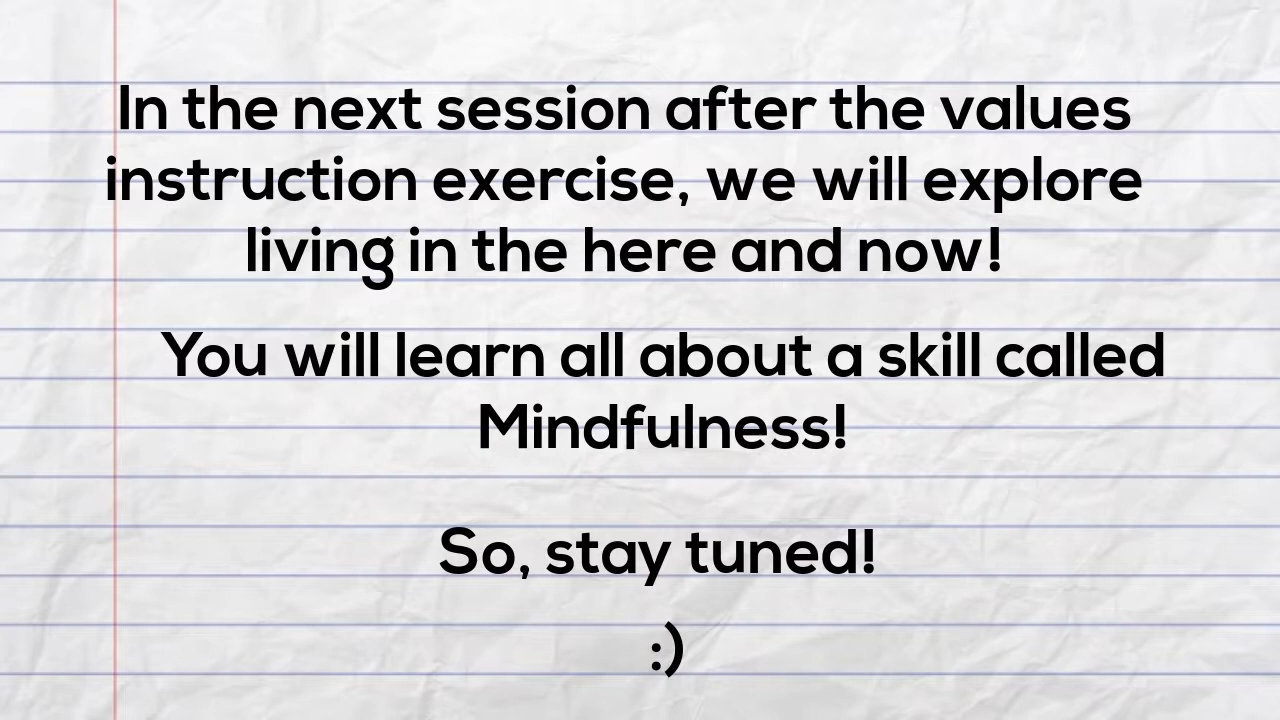 In the next session after the values
instruction exercise, we will explore
living in the here and now!
You will learn all about a skill called
Mindfulness!
So, stay tuned!
:)